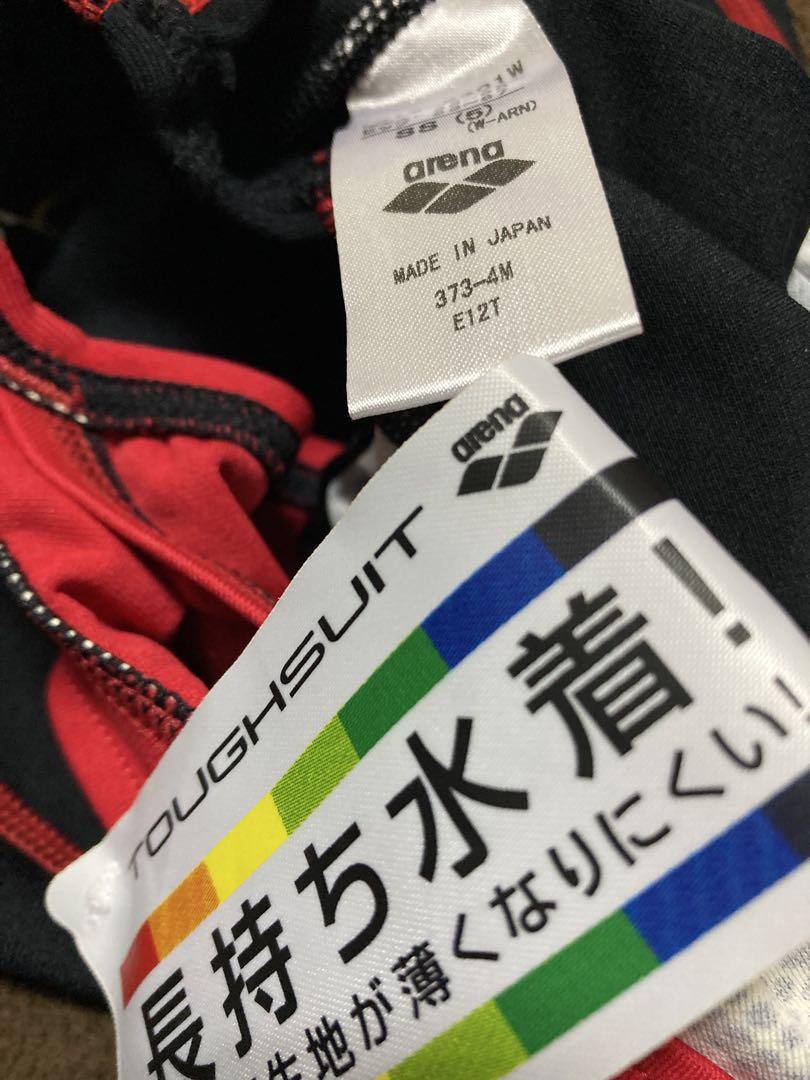 SS (5)
(W-ARN)
arena
MADE IN JAPAN
373-4M
E12T
arena
TOUGHSUIT
長持ち水着!
生地が薄くなりにくい